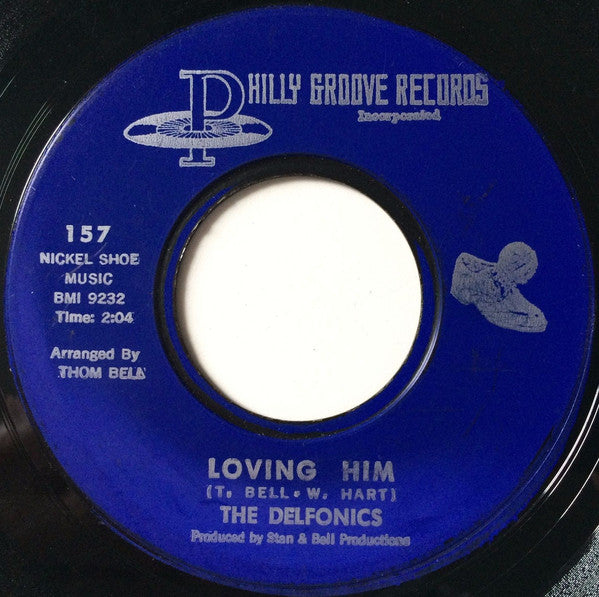 PHILLY GROOVE RECORDS
Incorporated
157
NICKEL SHOE
MUSIC
BMI 9232
Time: 2:04
Arranged By
THOM BELL
LOVING HIM
(T. BELL • W. HART)
THE DELFONICS
Produced by Stan & Bell Productions